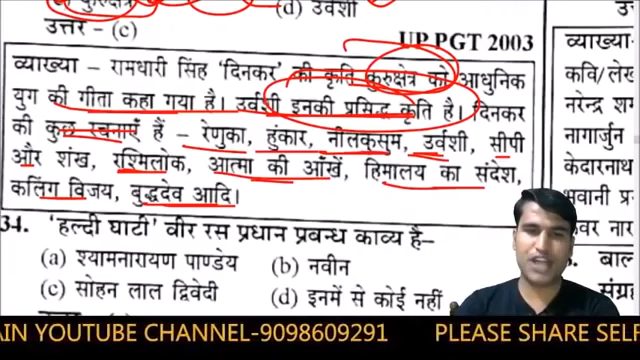 (d) उर्वशी
उत्तर- (c)
UP PGT 2003
व्याख्या – रामधारी सिंह 'दिनकर' की कृति कुरुक्षेत्र को आधुनिक
युग की गीता कहा गया है। उर्वशी इनकी प्रसिद्ध कृति है। दिनकर
की कुछ रचनाएँ हैं – रेणुका, हुंकार, नीलकुसुम, उर्वशी, सीपी
और शंख, रश्मिलोक, आत्मा की आँखें, हिमालय का संदेश,
कलिंग विजय, बुद्धदेव आदि।
34. 'हल्दी घाटी' वीर रस प्रधान प्रवन्ध काव्य है–
(a) श्यामनारायण पाण्डेय (b) नवीन
(c) सोहन लाल द्विवेदी (d) इनमें से कोई नहीं
व्याख्या
कवि/लेख
नरेन्द्र शर्म
नागार्जुन
केदारनाथ
भवानी प्र
वर नार
बाल
संग्र
AIN YOUTUBE CHANNEL-9098609291 PLEASE SHARE SELF